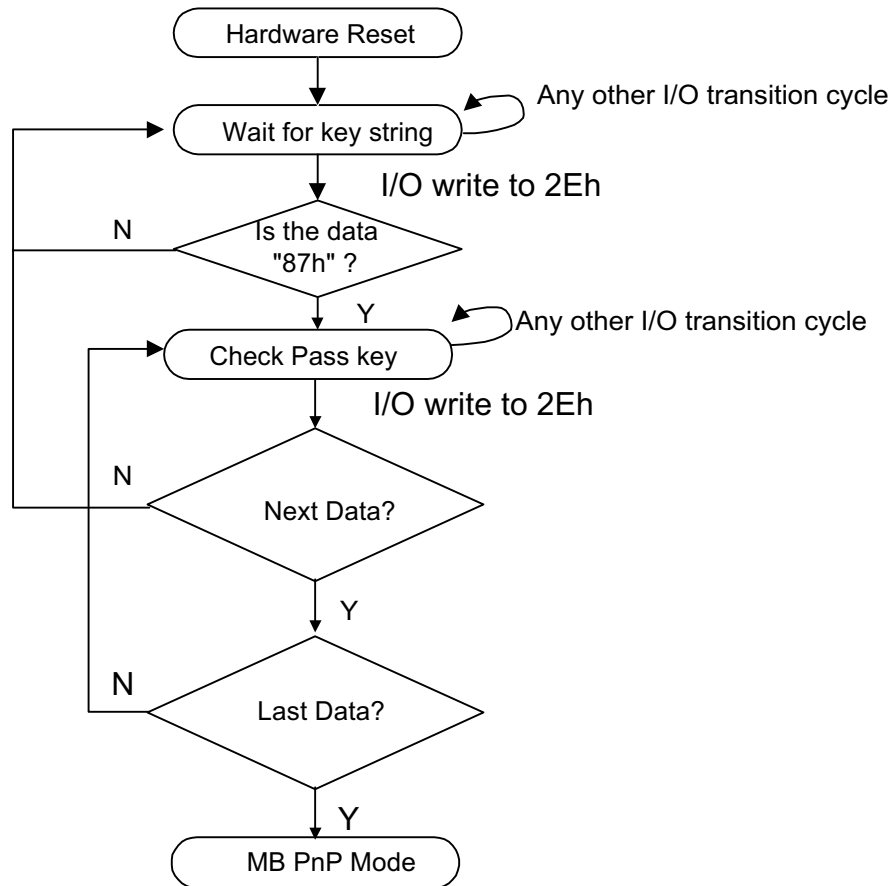 Hardware Reset
Any other I/O transition cycle
Wait for key string
I/O write to 2Eh
N
Is the data
"87h" ?
Y
Any other I/O transition cycle
Check Pass key
I/O write to 2Eh
N
Next Data?
Y
N
Last Data?
Y
MB PnP Mode